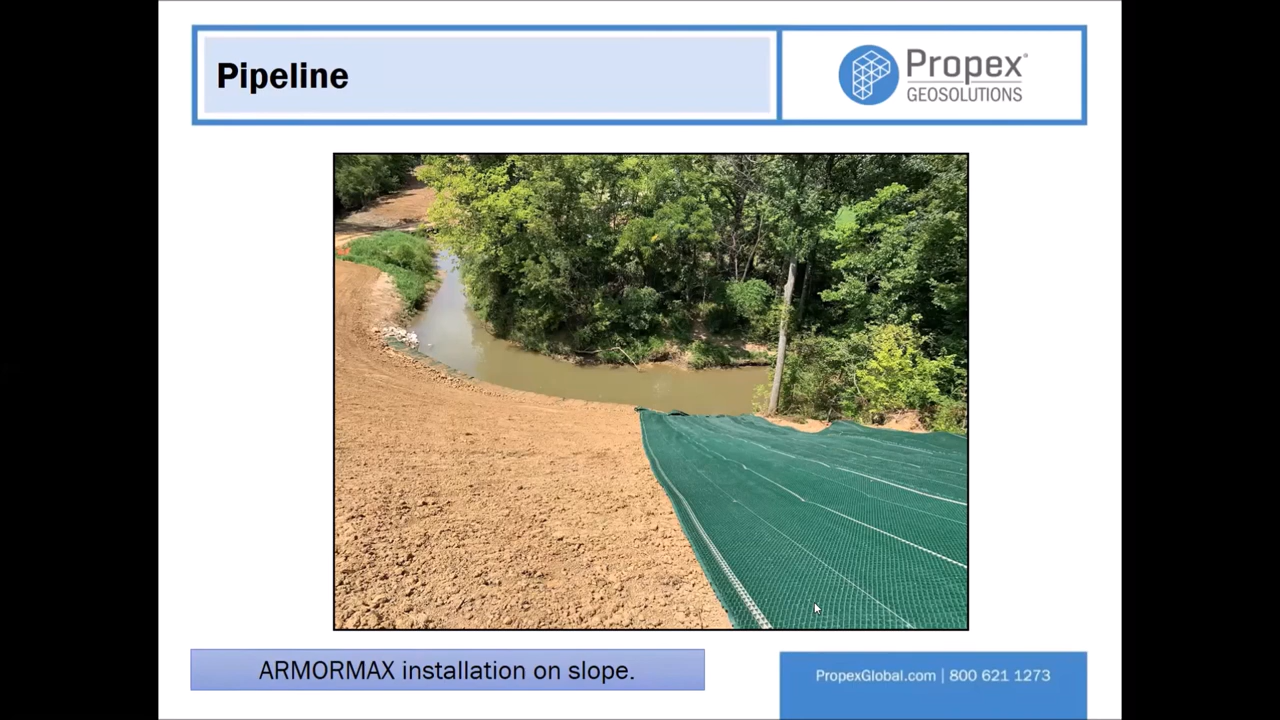 Pipeline
Propex®
GEOSOLUTIONS
ARMORMAX installation on slope.
PropexGlobal.com | 800 621 1273